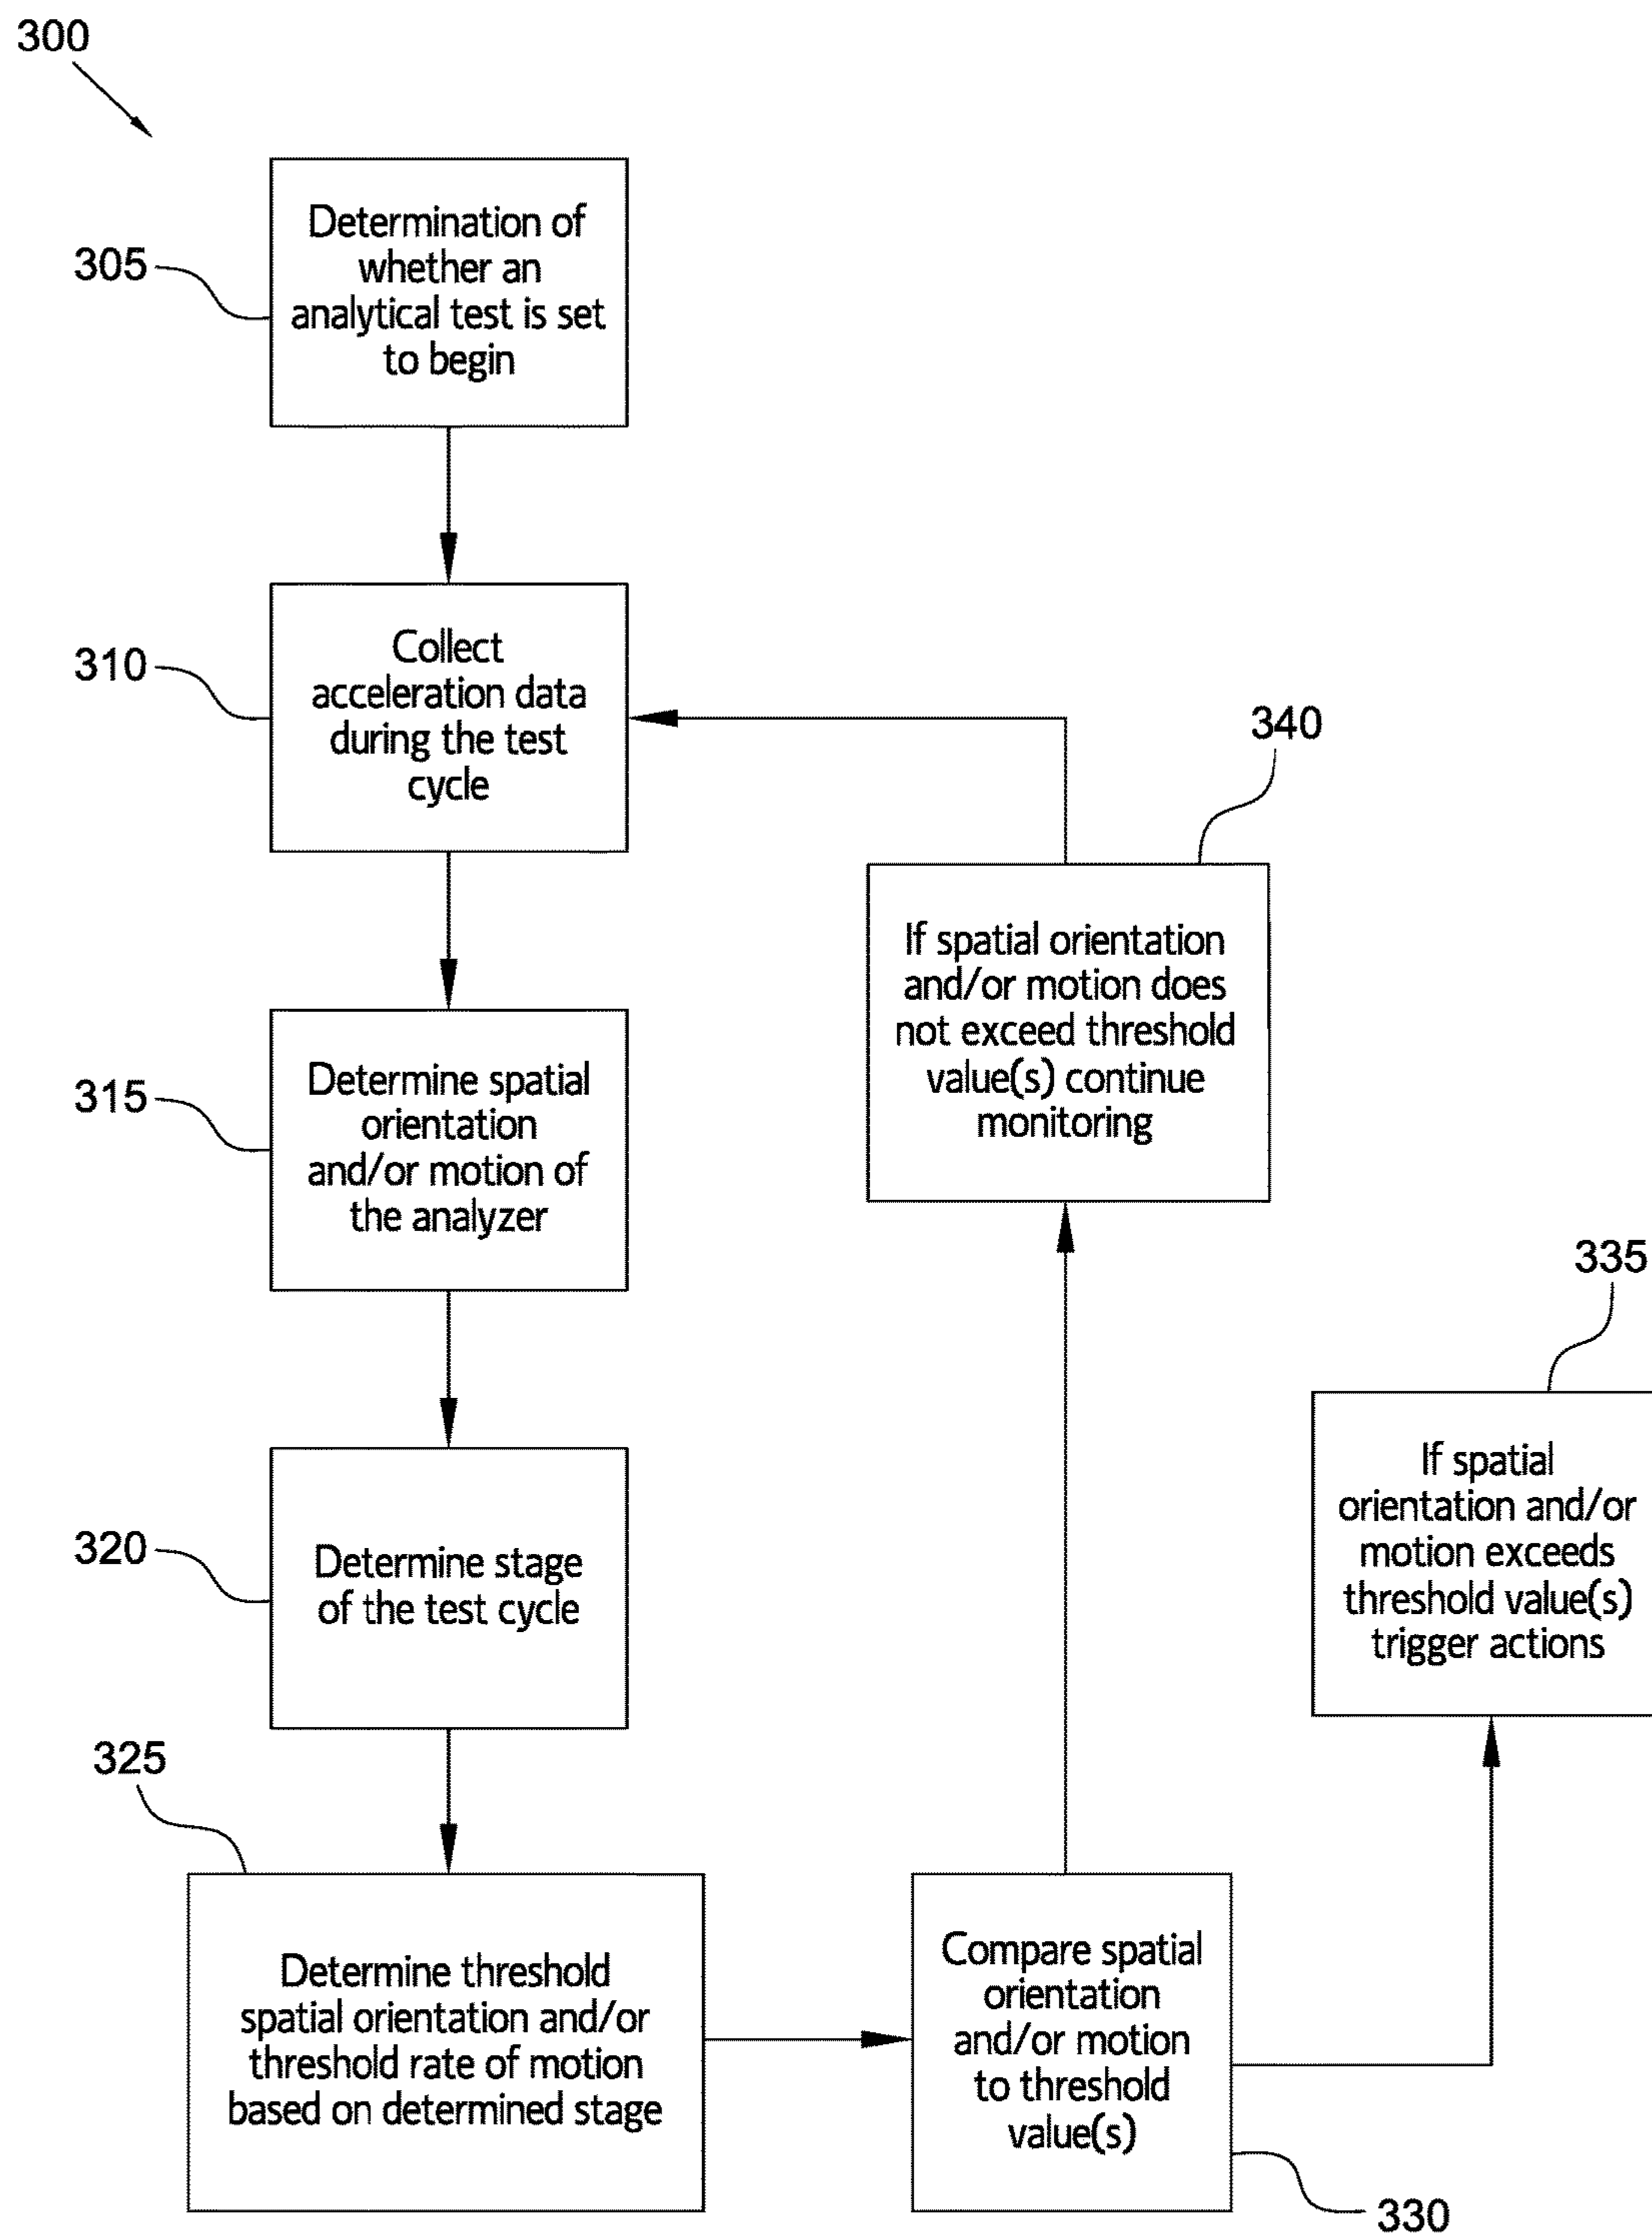 300
305
Determination of
whether an
analytical test is set
to begin
310
Collect
acceleration data
during the test
cycle
315
Determine spatial
orientation
and/or motion of
the analyzer
320
Determine stage
of the test cycle
325
Determine threshold
spatial orientation and/or
threshold rate of motion
based on determined stage
330
Compare spatial
orientation
and/or motion
to threshold
value(s)
340
If spatial orientation
and/or motion does
not exceed threshold
value(s) continue
monitoring
335
If spatial
orientation and/or
motion exceeds
threshold value(s)
trigger actions